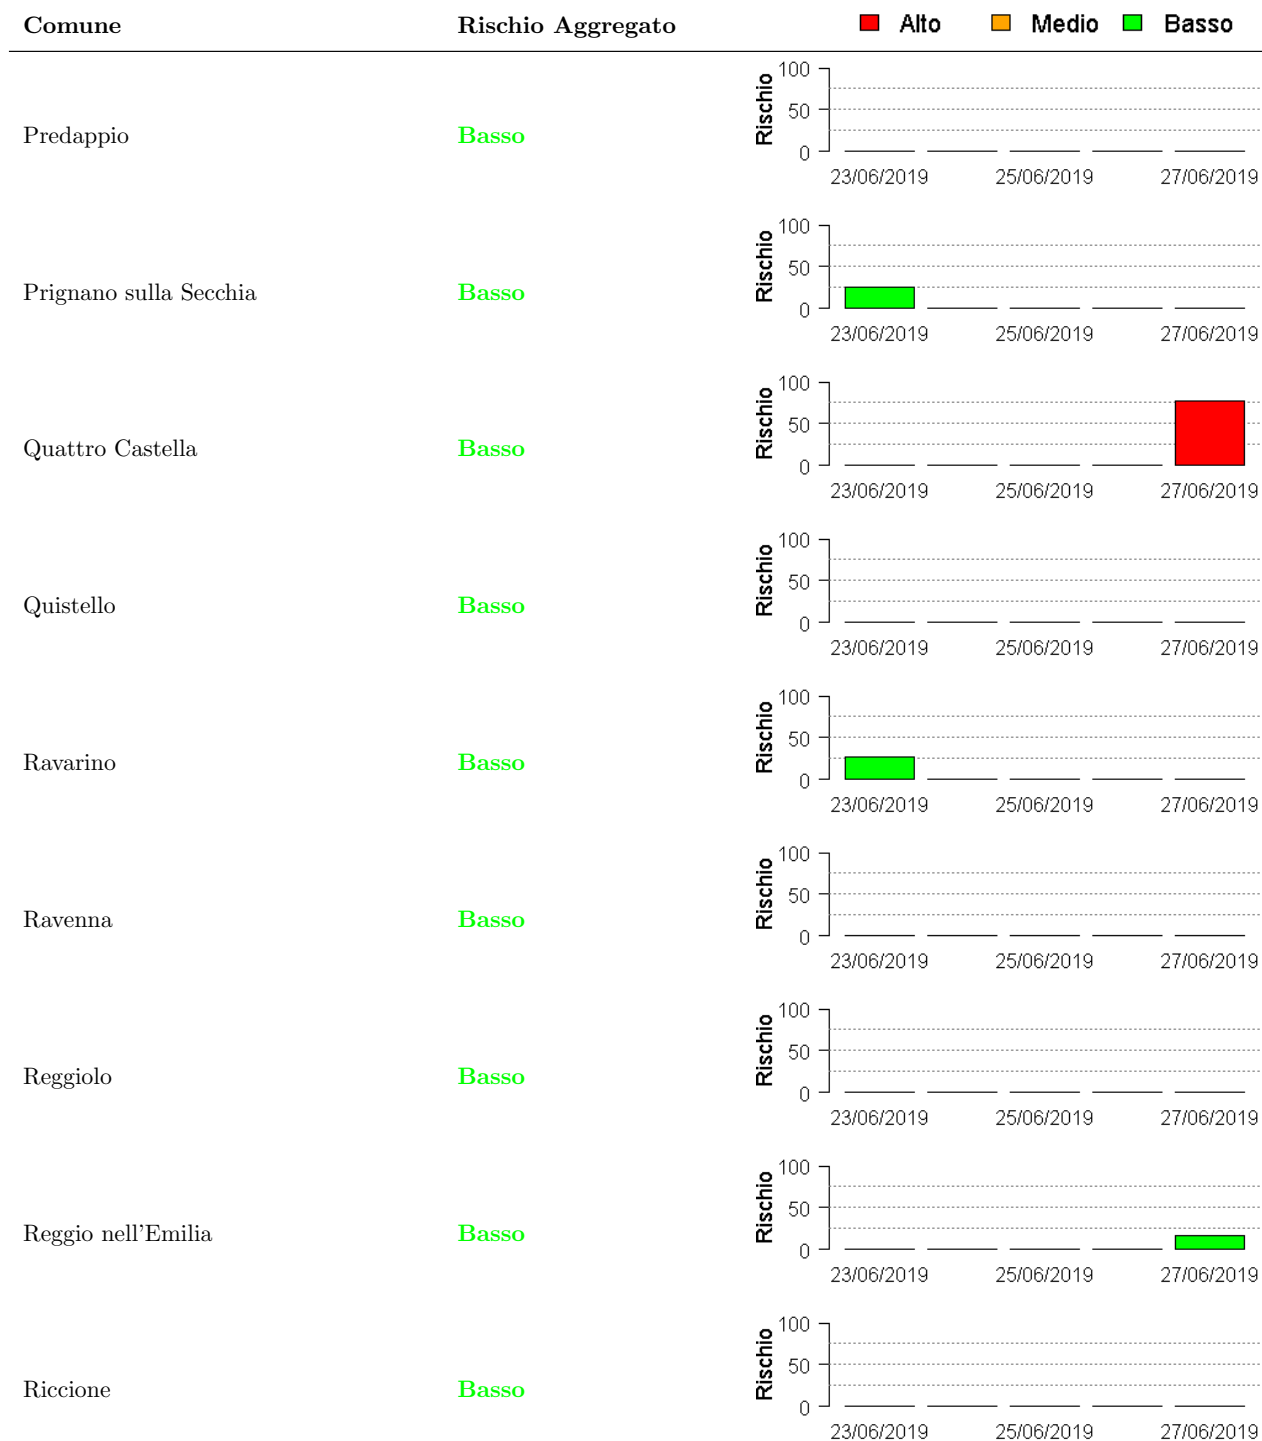 Comune Rischio Aggregato Alto Medio Basso
100
Rischio
50
Predappio Basso
0
23/06/2019 25/06/2019 27/06/2019
100
Rischio
50
Prignano sulla Secchia Basso
0
23/06/2019 25/06/2019 27/06/2019
100
Rischio
50
Quattro Castella Basso
0
23/06/2019 25/06/2019 27/06/2019
100
Rischio
50
Quistello Basso
0
23/06/2019 25/06/2019 27/06/2019
100
Rischio
50
Ravarino Basso
0
23/06/2019 25/06/2019 27/06/2019
100
Rischio
50
Ravenna Basso
0
23/06/2019 25/06/2019 27/06/2019
100
Rischio
50
Reggiolo Basso
0
23/06/2019 25/06/2019 27/06/2019
100
Rischio
50
Reggio nell'Emilia Basso
0
23/06/2019 25/06/2019 27/06/2019
100
Rischio
50
Riccione Basso
0
23/06/2019 25/06/2019 27/06/2019